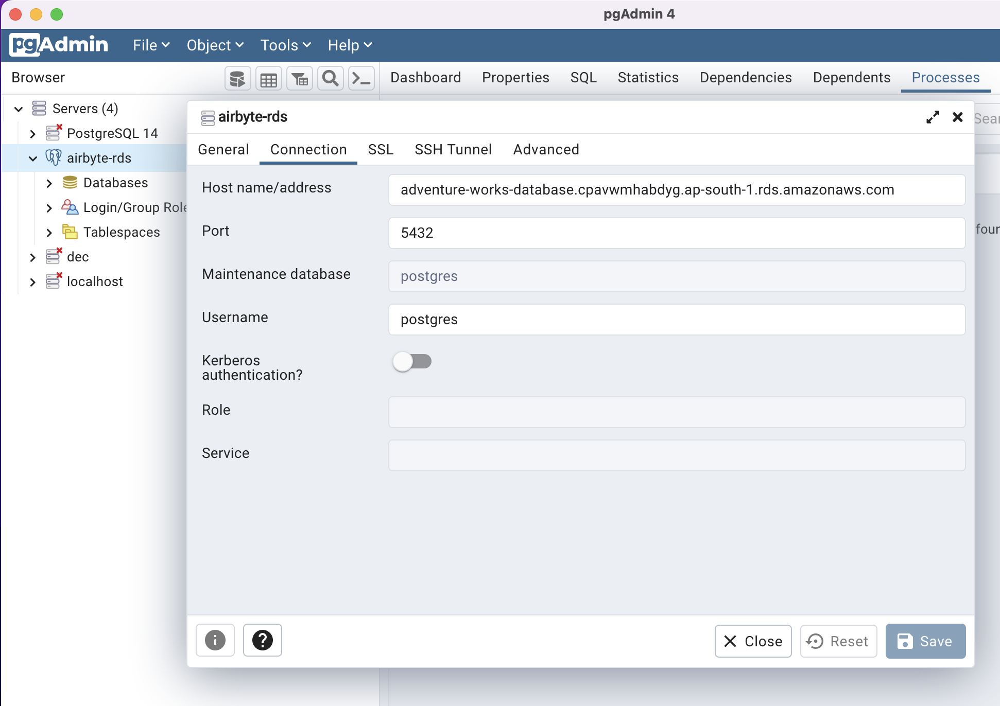 pgAdmin 4
pgAdmin File Object Tools Help
Browser
Dashboard Properties SQL Statistics Dependencies Dependents Processes
Servers (4)
PostgreSQL 14
airbyte-rds
Databases
Login/Group Role
Tablespaces
dec
localhost
airbyte-rds
Sear
General Connection SSL SSH Tunnel Advanced
Host name/address adventure-works-database.cpavwmhabdyg.ap-south-1.rds.amazonaws.com
Port 5432
foun
Maintenance database postgres
Username postgres
Kerberos
authentication?
Role
Service
Close Reset Save